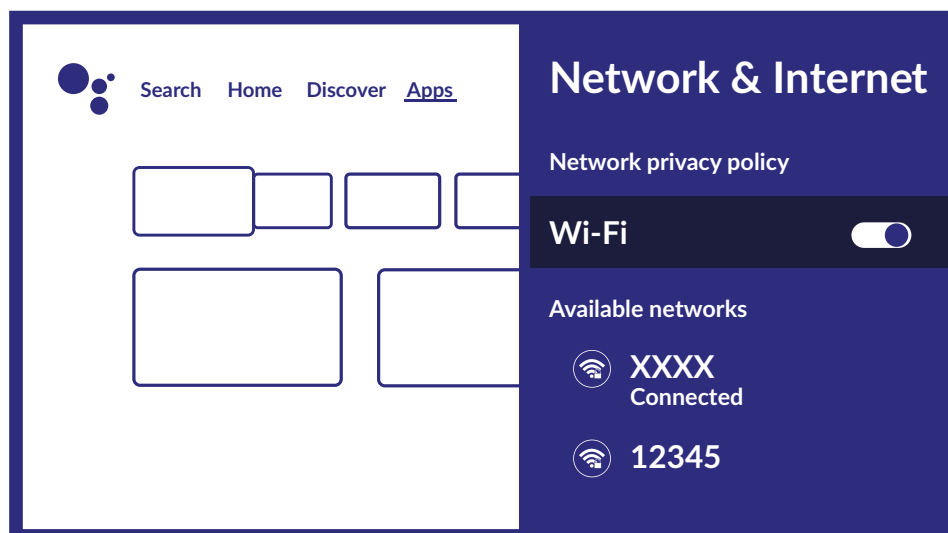 Search Home Discover Apps
Network & Internet
Network privacy policy
Wi-Fi
Available networks
XXXX
Connected
12345